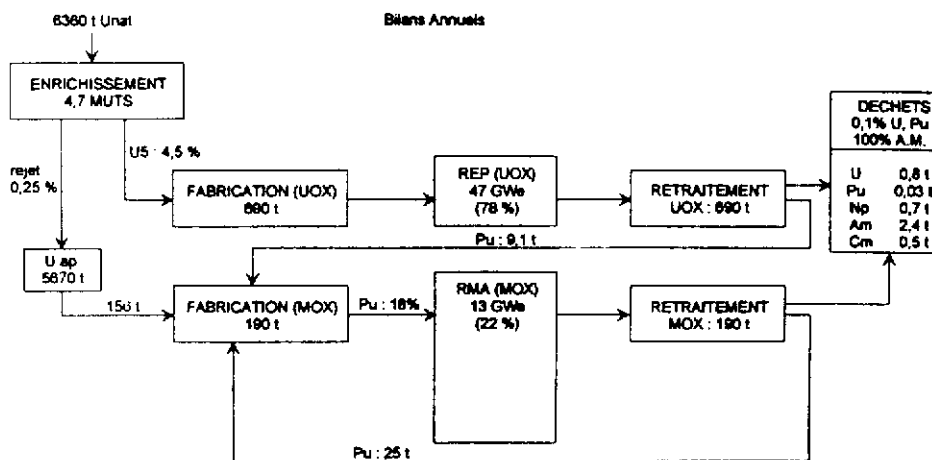 6360 t Unat
Bilans Annuels
ENRICHISSEMENT
4,7 MUTS
DECHETS
0,1% U, Pu
100% A.M.
U 0,8 t
Pu 0,03 t
Np 0,7 t
Am 2,4 t
Cm 0,5 t
rejet
0,25 %
U5 : 4,5 %
FABRICATION (UOX)
690 t
REP (UOX)
47 GWe
(78 %)
RETRAITEMENT
UOX : 690 t
Pu : 9,1 t
U ap
5670 t
156 t
FABRICATION (MOX)
190 t
Pu : 18%
RMA (MOX)
13 GWe
(22 %)
RETRAITEMENT
MOX : 190 t
Pu : 25 t